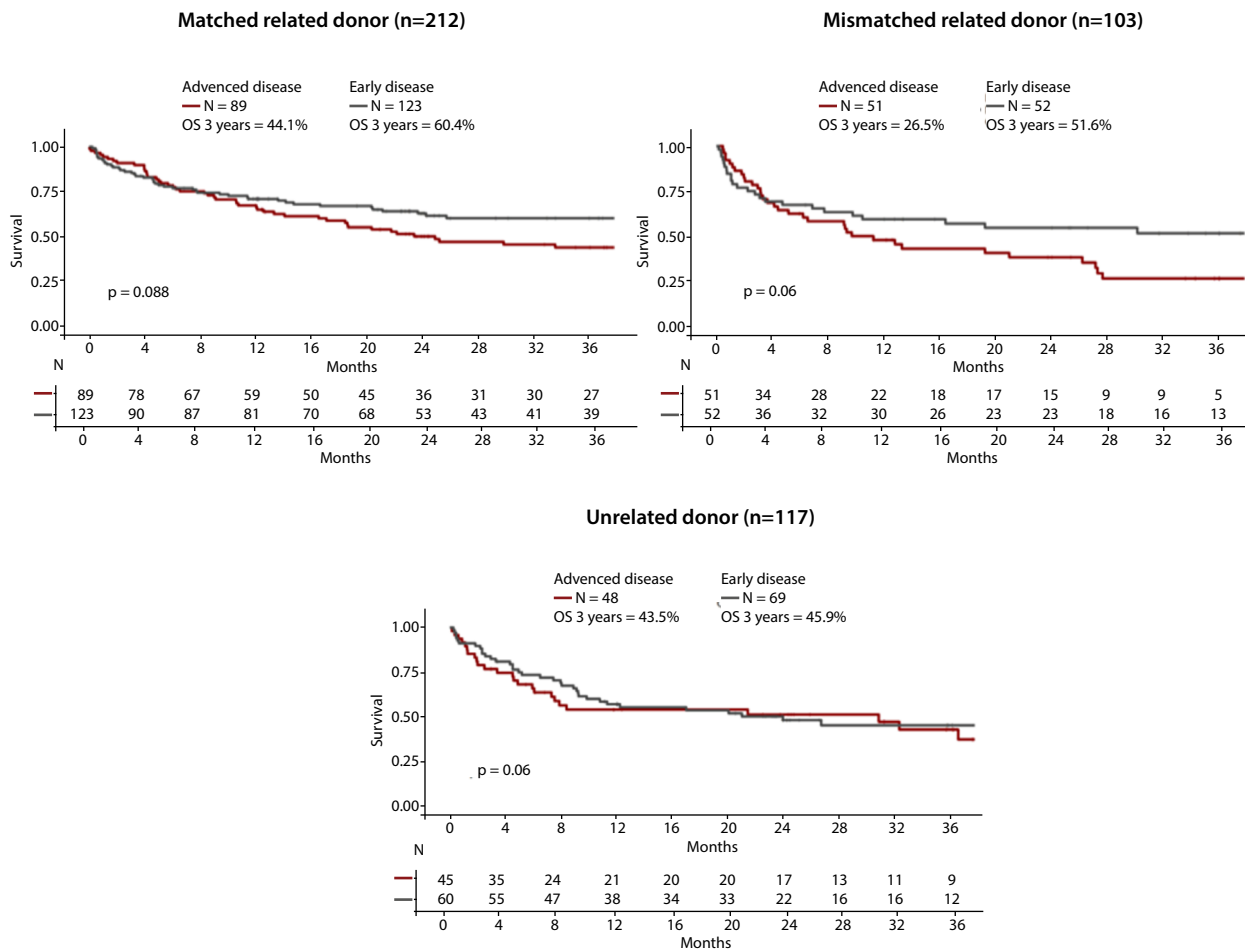 Matched related donor (n=212)
Advenced disease Early disease
N = 89 N = 123
OS 3 years = 44.1% OS 3 years = 60.4%
1.00
0.75
0.50
0.25
0.00
Survival
p = 0.088
0 4 8 12 16 20 24 28 32 36
Months
N
89 78 67 59 50 45 36 31 30 27
123 90 87 81 70 68 53 43 41 39
0 4 8 12 16 20 24 28 32 36
Months
Mismatched related donor (n=103)
Advenced disease Early disease
N = 51 N = 52
OS 3 years = 26.5% OS 3 years = 51.6%
1.00
0.75
0.50
0.25
0.00
Survival
p = 0.06
0 4 8 12 16 20 24 28 32 36
Months
N
51 34 28 22 18 17 15 9 9 5
52 36 32 30 26 23 23 18 16 13
0 4 8 12 16 20 24 28 32 36
Months
Unrelated donor (n=117)
Advenced disease Early disease
N = 48 N = 69
OS 3 years = 43.5% OS 3 years = 45.9%
1.00
0.75
0.50
0.25
0.00
Survival
p = 0.06
0 4 8 12 16 20 24 28 32 36
Months
N
45 35 24 21 20 20 17 13 11 9
60 55 47 38 34 33 22 16 16 12
0 4 8 12 16 20 24 28 32 36
Months